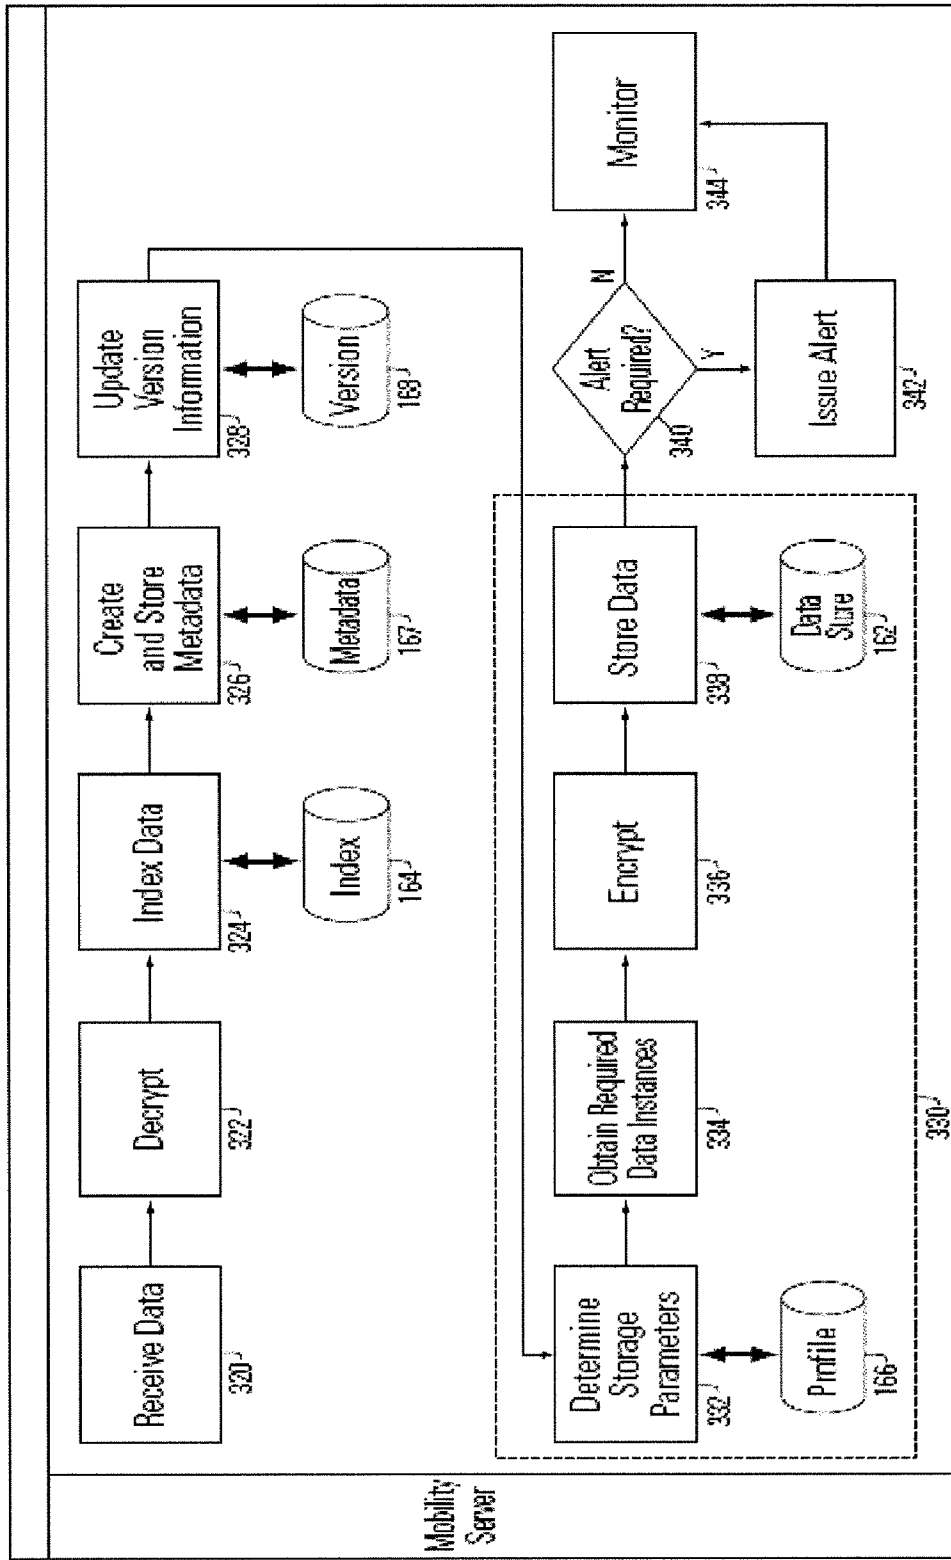 Mobility
Server
Receive Data
320
Decrypt
322
Index Data
324
Index
164
Create
and Store
Metadata
326
Metadata
167
Update
Version
Information
328
Version
168
Determine
Storage
Parameters
332
Profile
166
Obtain Required
Data Instances
334
Encrypt
336
Store Data
338
Data
Store
162
330
Alert
Required?
340
N
Y
Issue Alert
342
Monitor
344